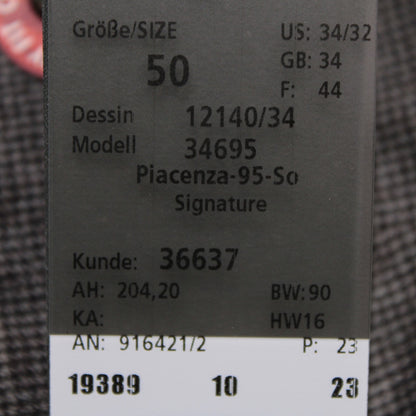 Größe/SIZE US: 34/32
50 GB: 34
F: 44
Dessin 12140/34
Modell 34695
Piacenza-95-So
Signature
Kunde: 36637
AH: 204,20 BW: 90
KA: HW16
AN: 916421/2 P: 23
19389 10 23